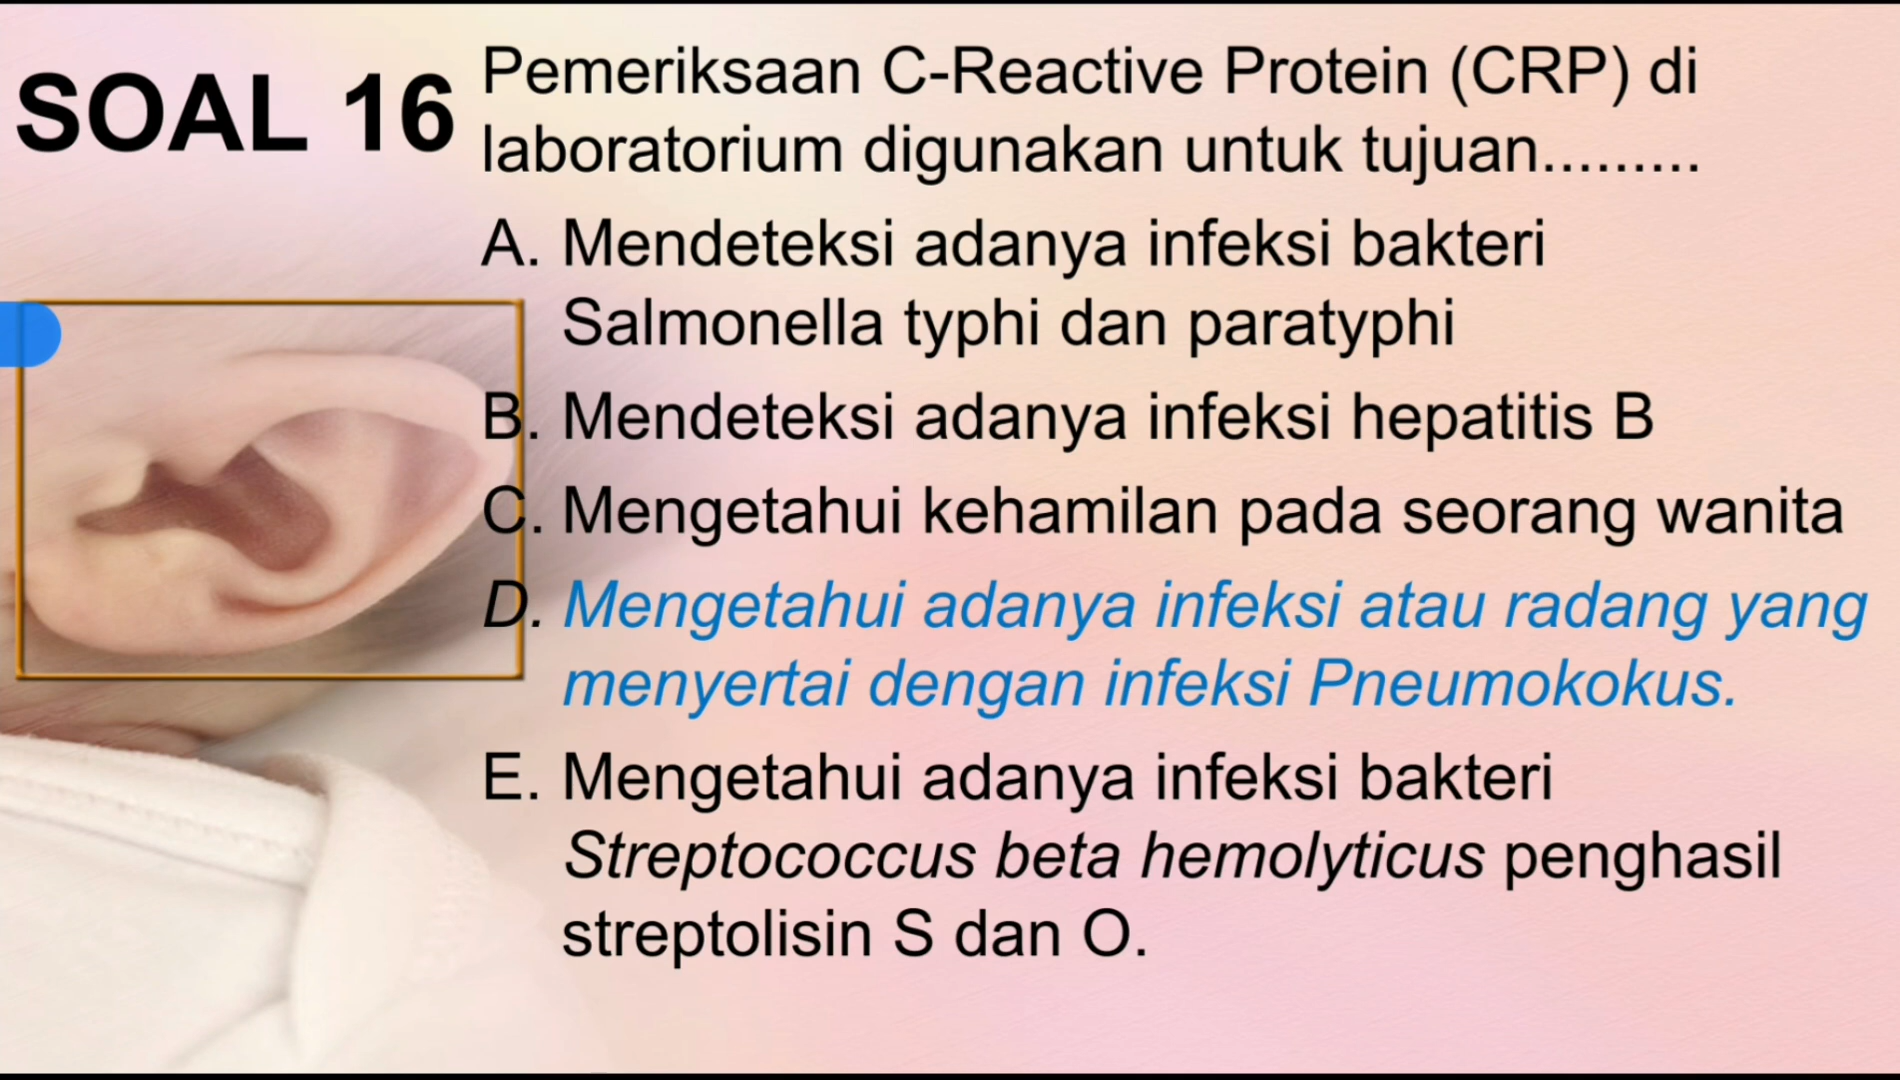 SOAL 16
Pemeriksaan C-Reactive Protein (CRP) di
laboratorium digunakan untuk tujuan.........
A. Mendeteksi adanya infeksi bakteri
Salmonella typhi dan paratyphi
B. Mendeteksi adanya infeksi hepatitis B
C. Mengetahui kehamilan pada seorang wanita
D. Mengetahui adanya infeksi atau radang yang
menyertai dengan infeksi Pneumokokus.
E. Mengetahui adanya infeksi bakteri
Streptococcus beta hemolyticus penghasil
streptolisin S dan O.